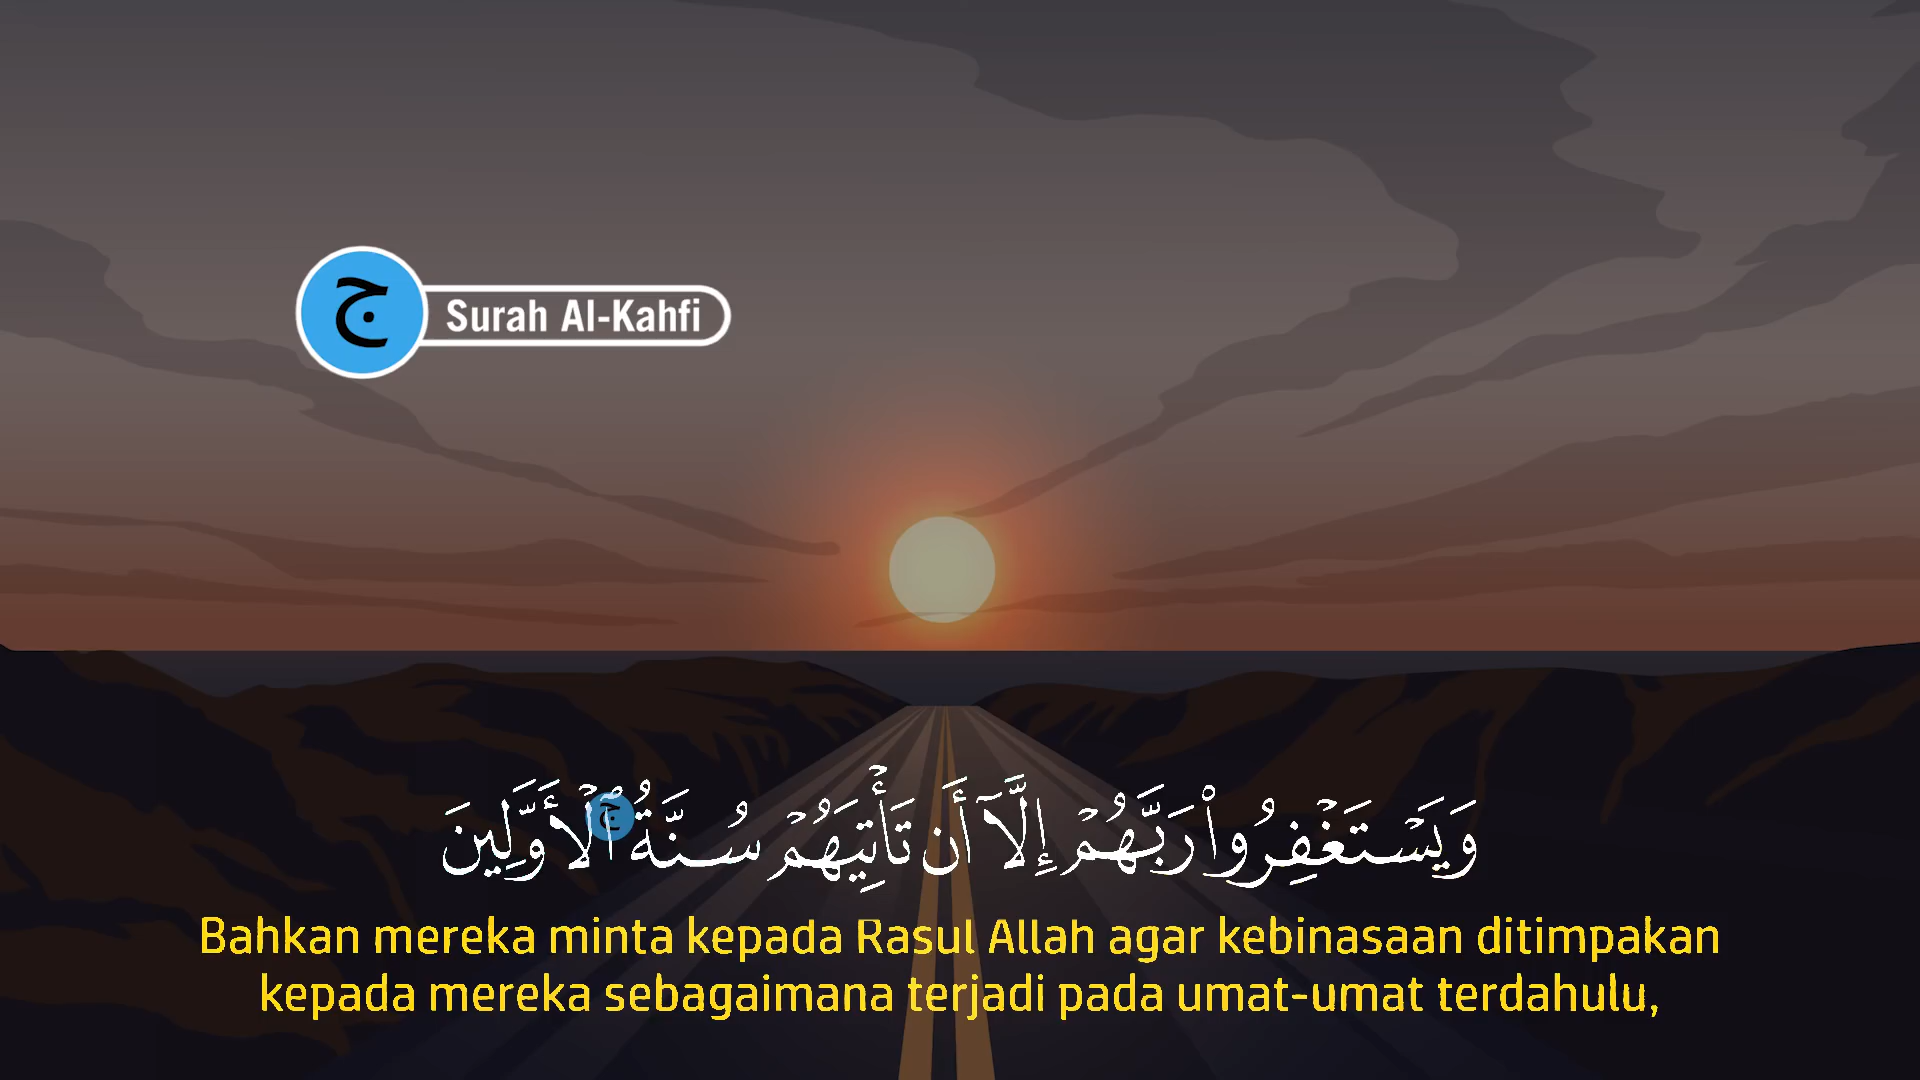 ج
Surah Al-Kahfi
وَيَسْتَغْفِرُوا۟ رَبَّهُمْ إِلَّآ أَن تَأْتِيَهُمْ سُنَّةُ ٱلْأَوَّلِينَ
ج
Bahkan mereka minta kepada Rasul Allah agar kebinasaan ditimpakan
kepada mereka sebagaimana terjadi pada umat-umat terdahulu,